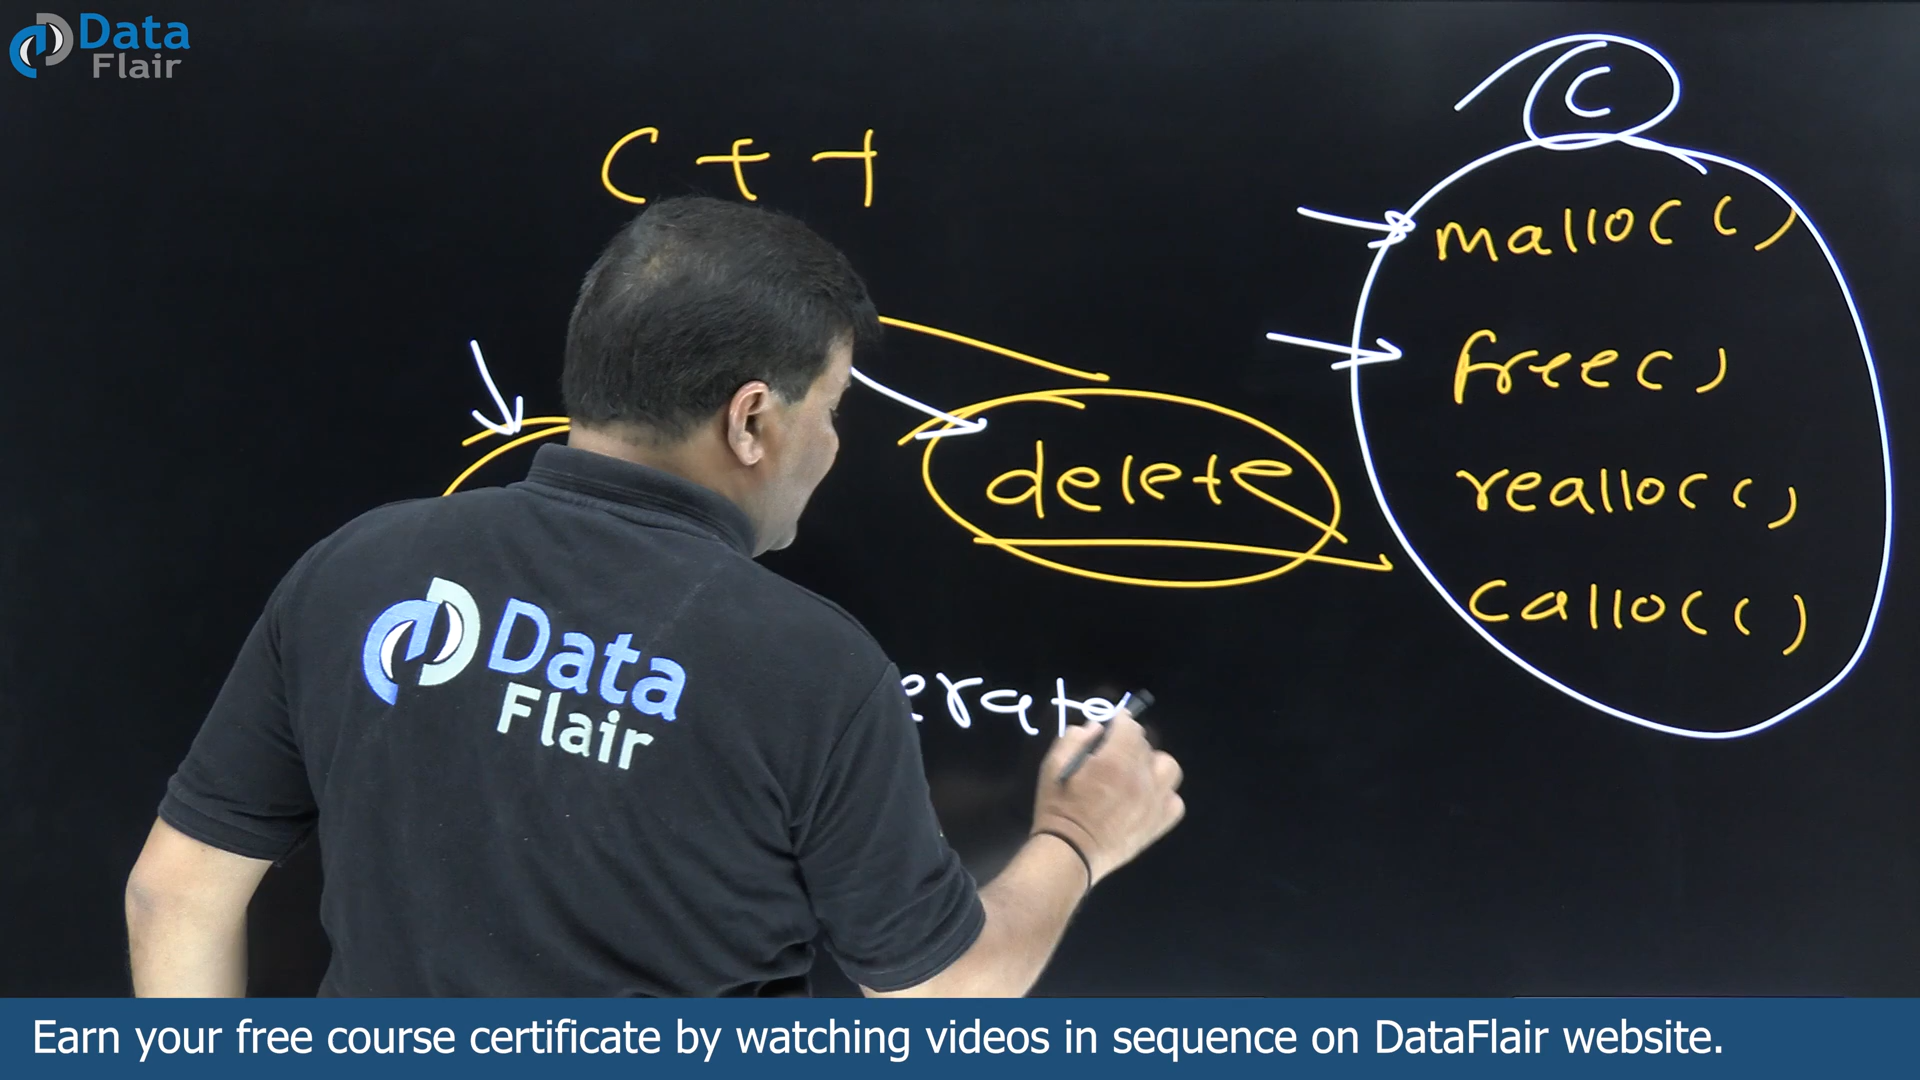 Data
Flair
C
C++
malloc()
free()
delete
realloc()
calloc()
Data
Flair
Earn your free course certificate by watching videos in sequence on DataFlair website.